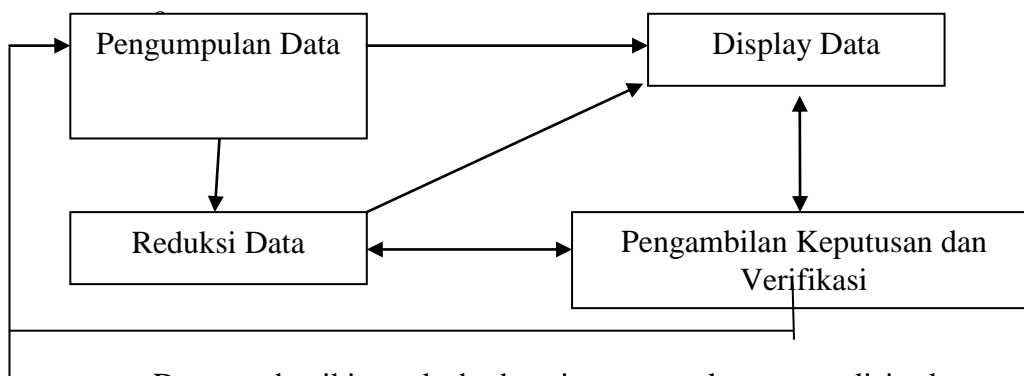 Pengumpulan Data
Display Data
Reduksi Data
Pengambilan Keputusan dan
Verifikasi